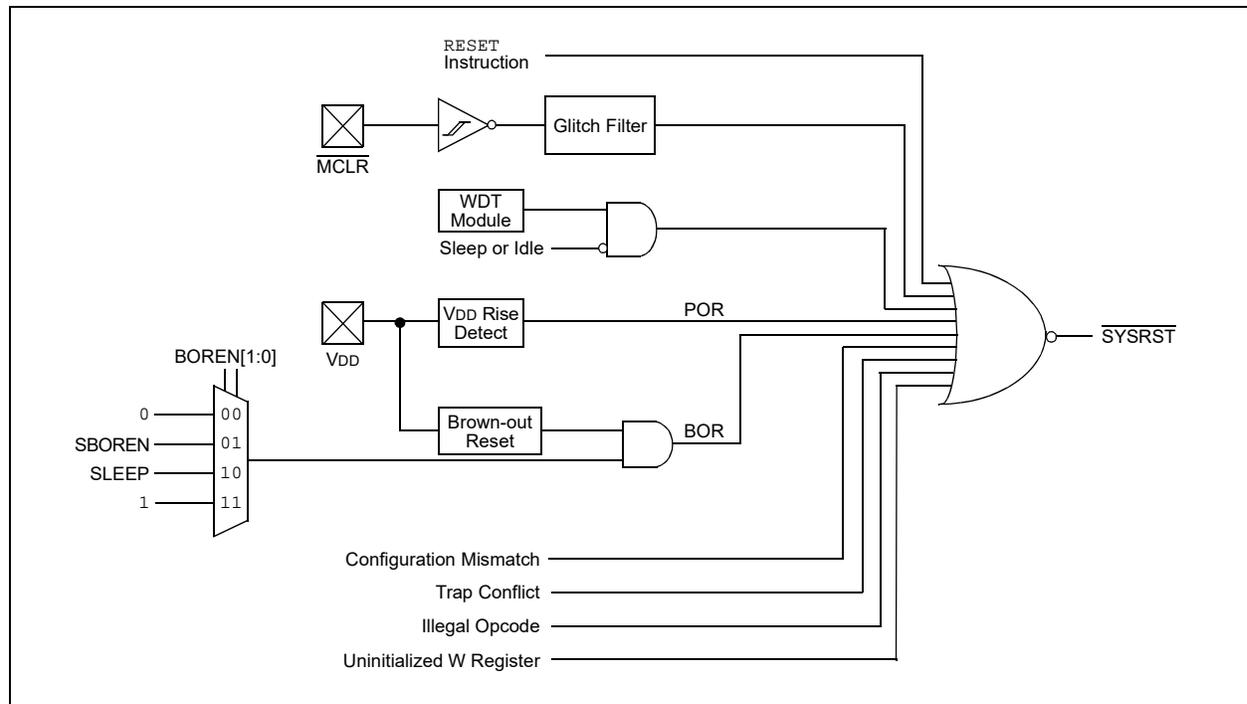 RESET
Instruction
Glitch Filter
MCLR
WDT
Module
Sleep or Idle
VDD Rise
Detect
POR
SYSRST
VDD
BOREN[1:0]
0
00
Brown-out
Reset
BOR
SBOREN
01
SLEEP
10
1
11
Configuration Mismatch
Trap Conflict
Illegal Opcode
Uninitialized W Register